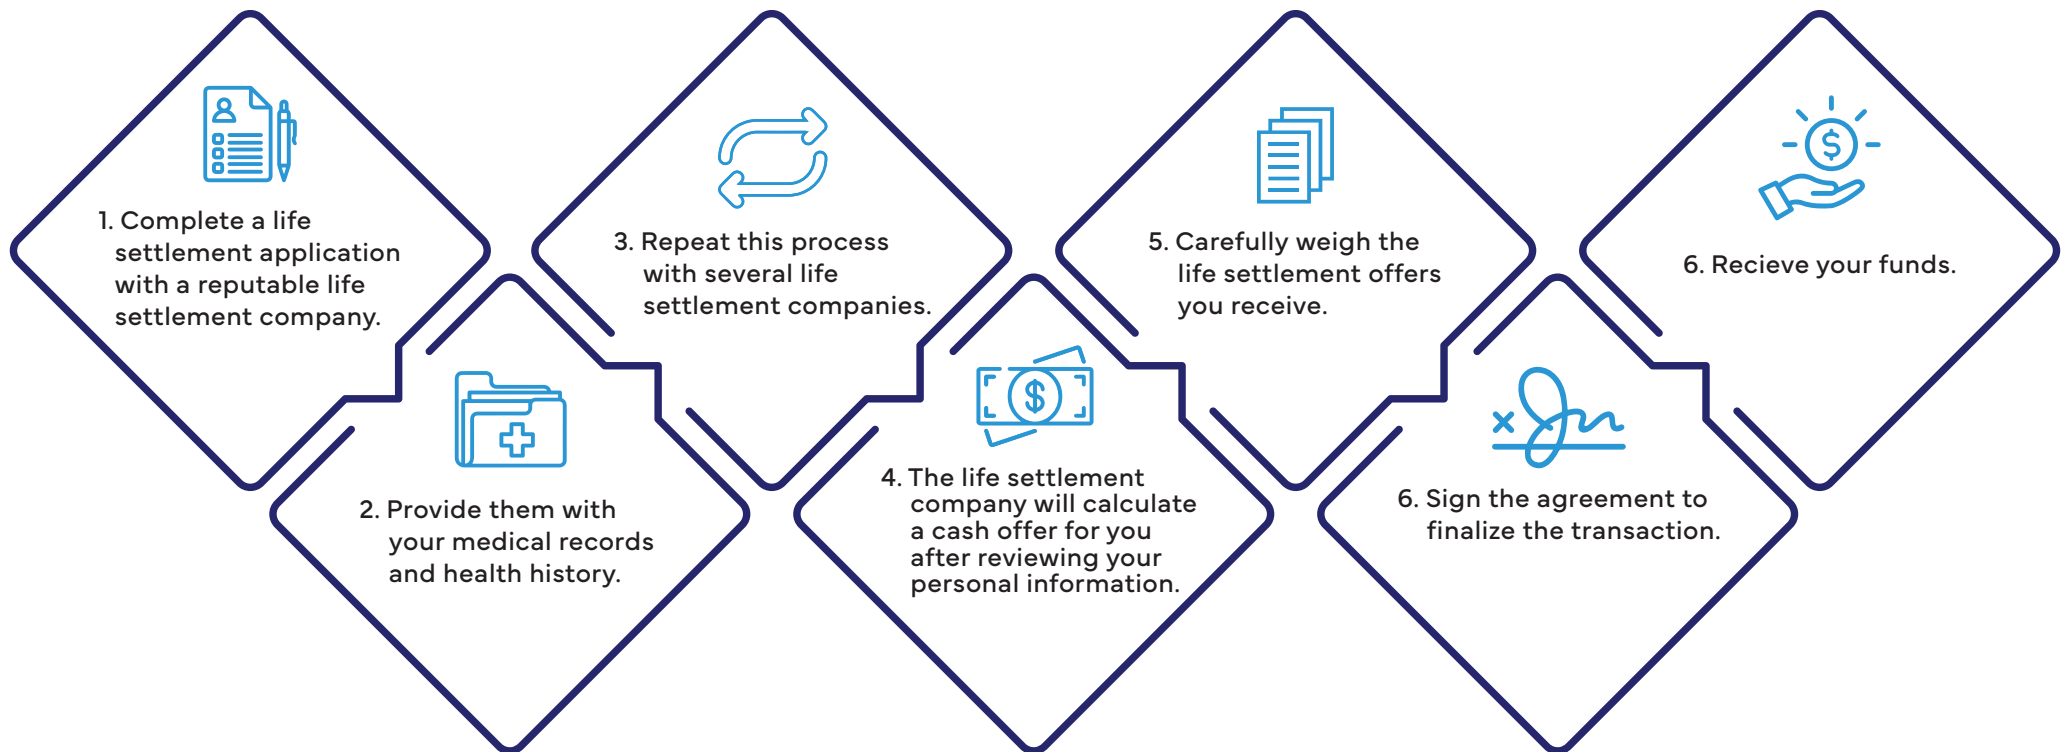 1. Complete a life
settlement application
with a reputable life
settlement company.
2. Provide them with
your medical records
and health history.
3. Repeat this process
with several life
settlement companies.
4. The life settlement
company will calculate
a cash offer for you
after reviewing your
personal information.
5. Carefully weigh the
life settlement offers
you receive.
6. Sign the agreement to
finalize the transaction.
6. Recieve your funds.